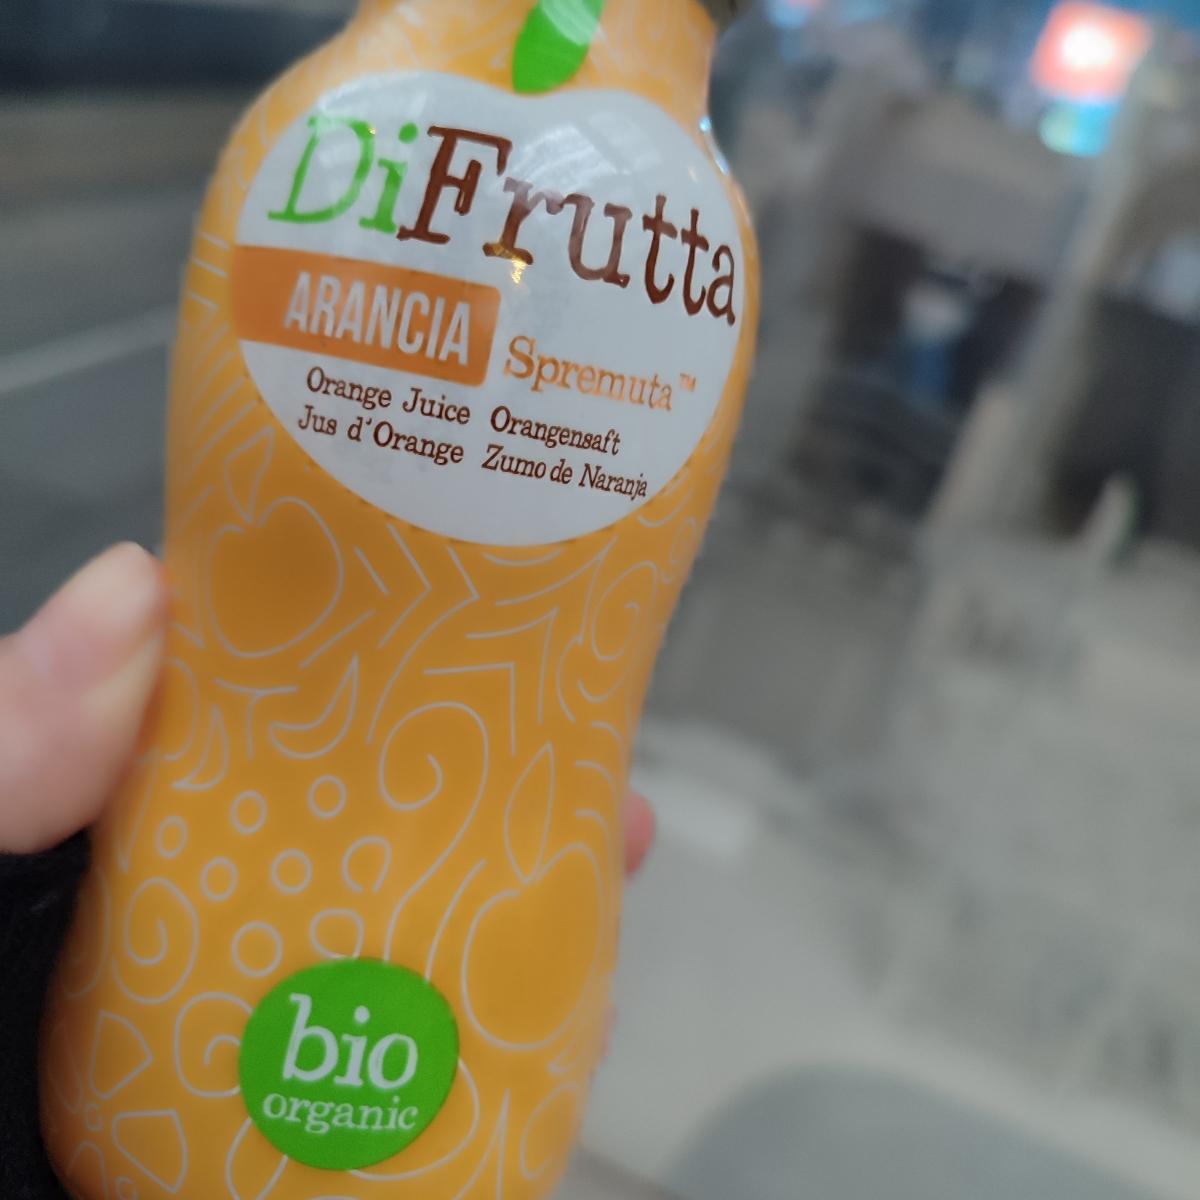 DiFrutta
ARANCIA
Spremuta™
Orange Juice Orangensaft
Jus d'Orange Zumo de Naranja
bio
organic